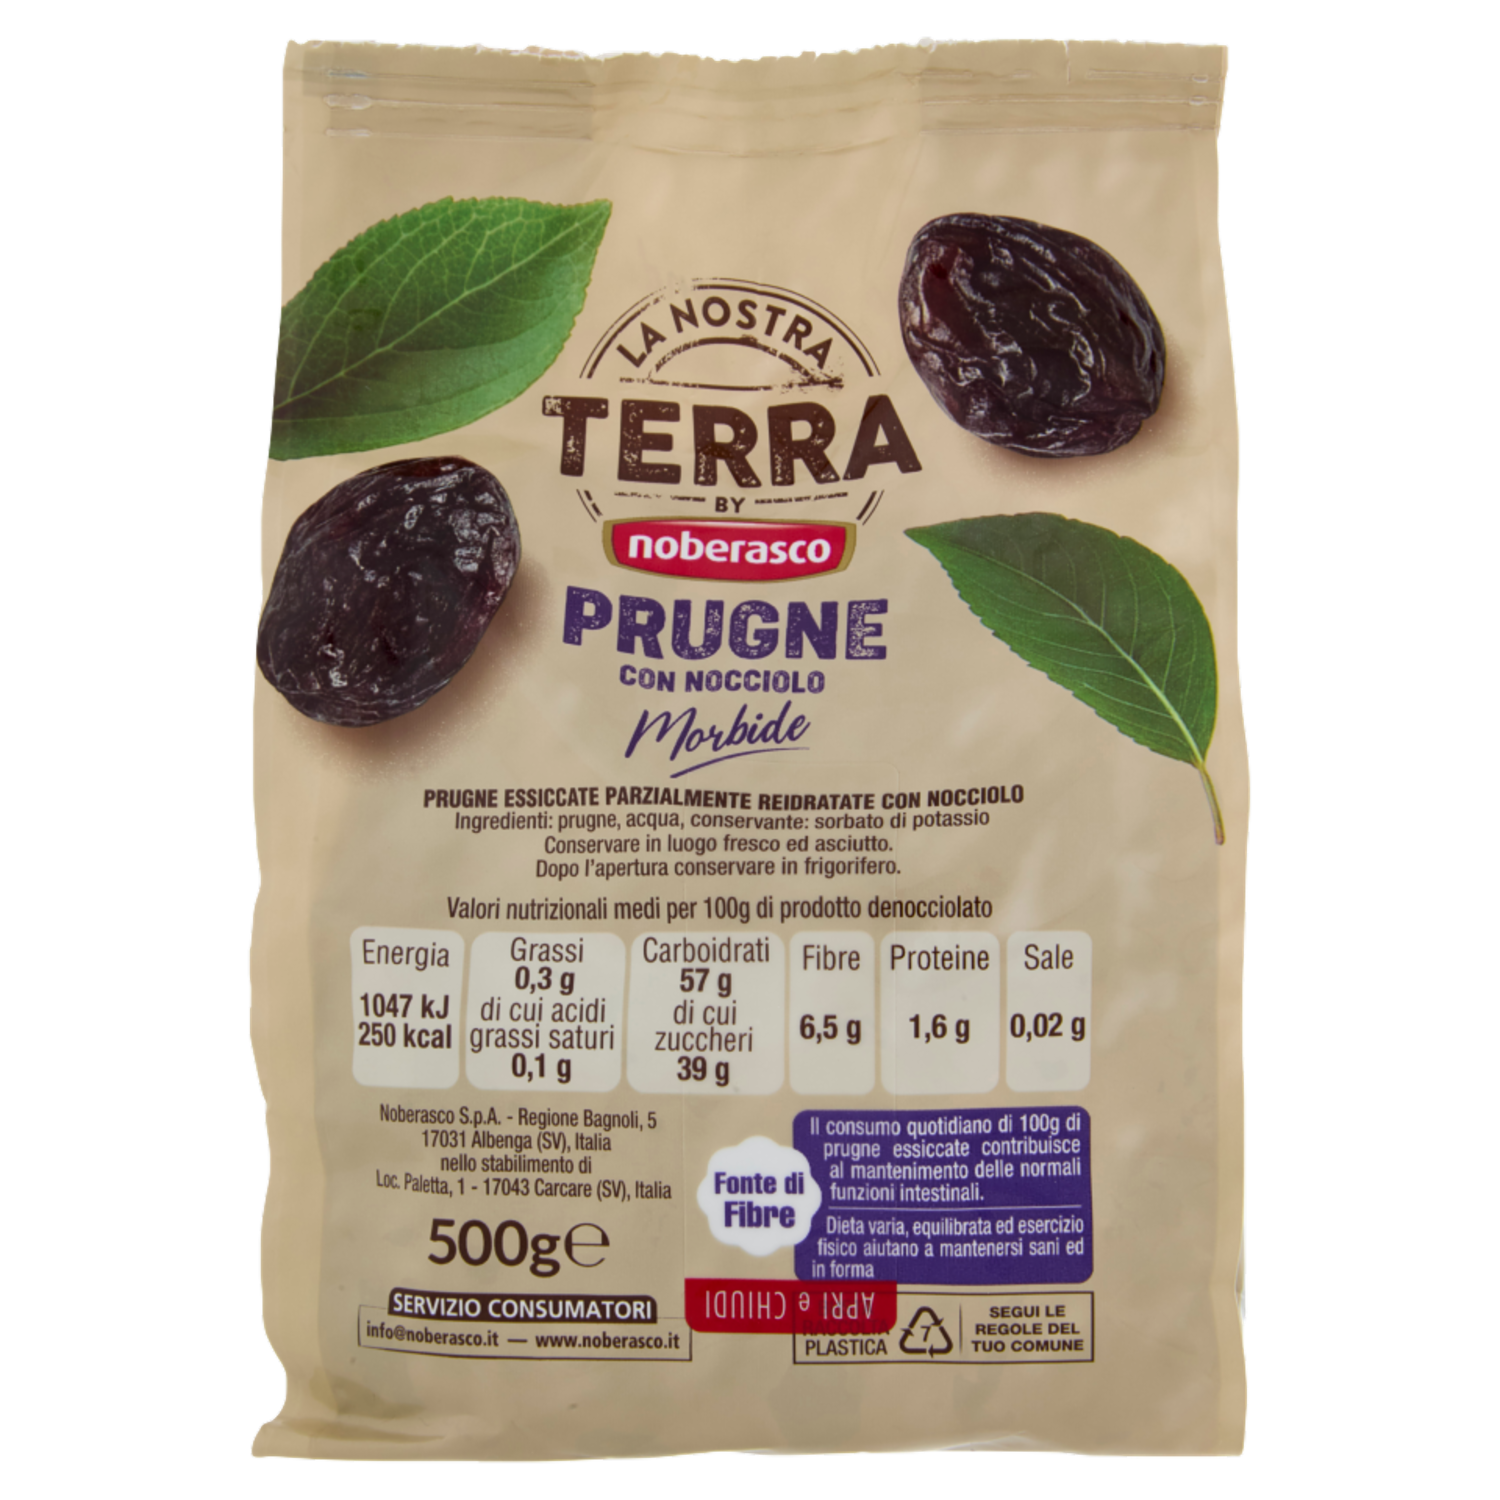 LA NOSTRA
TERRA
BY
noberasco
PRUGNE
CON NOCCIOLO
Morbide
PRUGNE ESSICCATE PARZIALMENTE REIDRATATE CON NOCCIOLO
Ingredienti: prugne, acqua, conservante: sorbato di potassio
Conservare in luogo fresco ed asciutto.
Dopo l'apertura conservare in frigorifero.
Valori nutrizionali medi per 100g di prodotto denocciolato
Energia
1047 kJ
250 kcal
Grassi
0,3 g
di cui acidi
grassi saturi
0,1 g
Carboidrati
57 g
di cui
zuccheri
39 g
Fibre
6,5 g
Proteine
1,6 g
Sale
0,02 g
Noberasco S.p.A. - Regione Bagnoli, 5
17031 Albenga (SV), Italia
nello stabilimento di
Loc. Paletta, 1 - 17043 Carcare (SV), Italia
500g℮
SERVIZIO CONSUMATORI
info@noberasco.it — www.noberasco.it
Fonte di
Fibre
Il consumo quotidiano di 100g di
prugne essiccate contribuisce
al mantenimento delle normali
funzioni intestinali.
Dieta varia, equilibrata ed esercizio
fisico aiutano a mantenersi sani ed
in forma
APRI e CHIUDI
RACCOLTA
PLASTICA
7
SEGUI LE
REGOLE DEL
TUO COMUNE